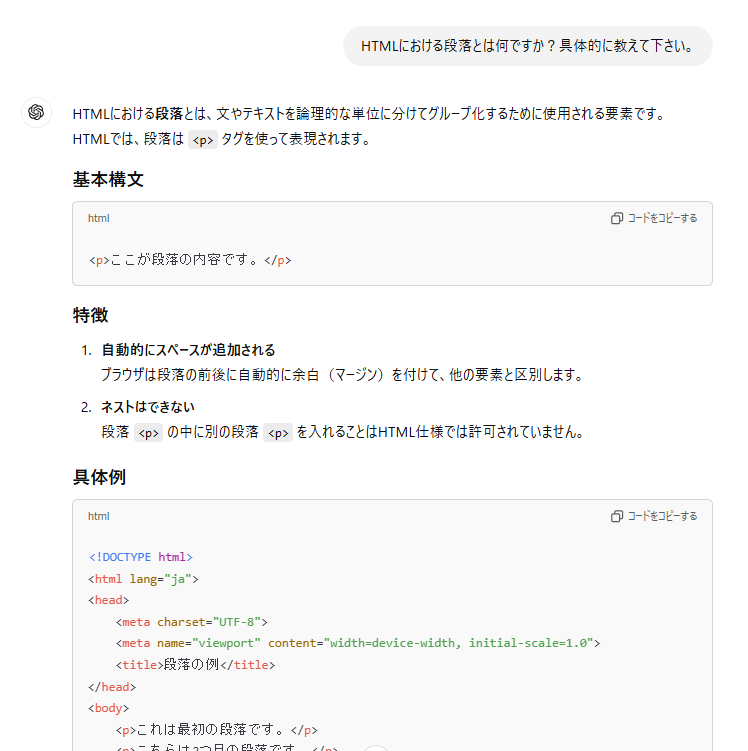 HTMLにおける段落とは何ですか？具体的に教えて下さい。
HTMLにおける段落とは、文やテキストを論理的な単位に分けてグループ化するために使用される要素です。
HTMLでは、段落は <p> タグを使って表現されます。
基本構文
html
コードをコピーする
<p>ここが段落の内容です。</p>
特徴
1. 自動的にスペースが追加される
ブラウザは段落の前後に自動的に余白（マージン）を付けて、他の要素と区別します。
2. ネストはできない
段落 <p> の中に別の段落 <p> を入れることはHTML仕様では許可されていません。
具体例
html
コードをコピーする
<!DOCTYPE html>
<html lang="ja">
<head>
    <meta charset="UTF-8">
    <meta name="viewport" content="width=device-width, initial-scale=1.0">
    <title>段落の例</title>
</head>
<body>
    <p>これは最初の段落です。</p>
    <p>こちらは2つ目の段落です。</p>